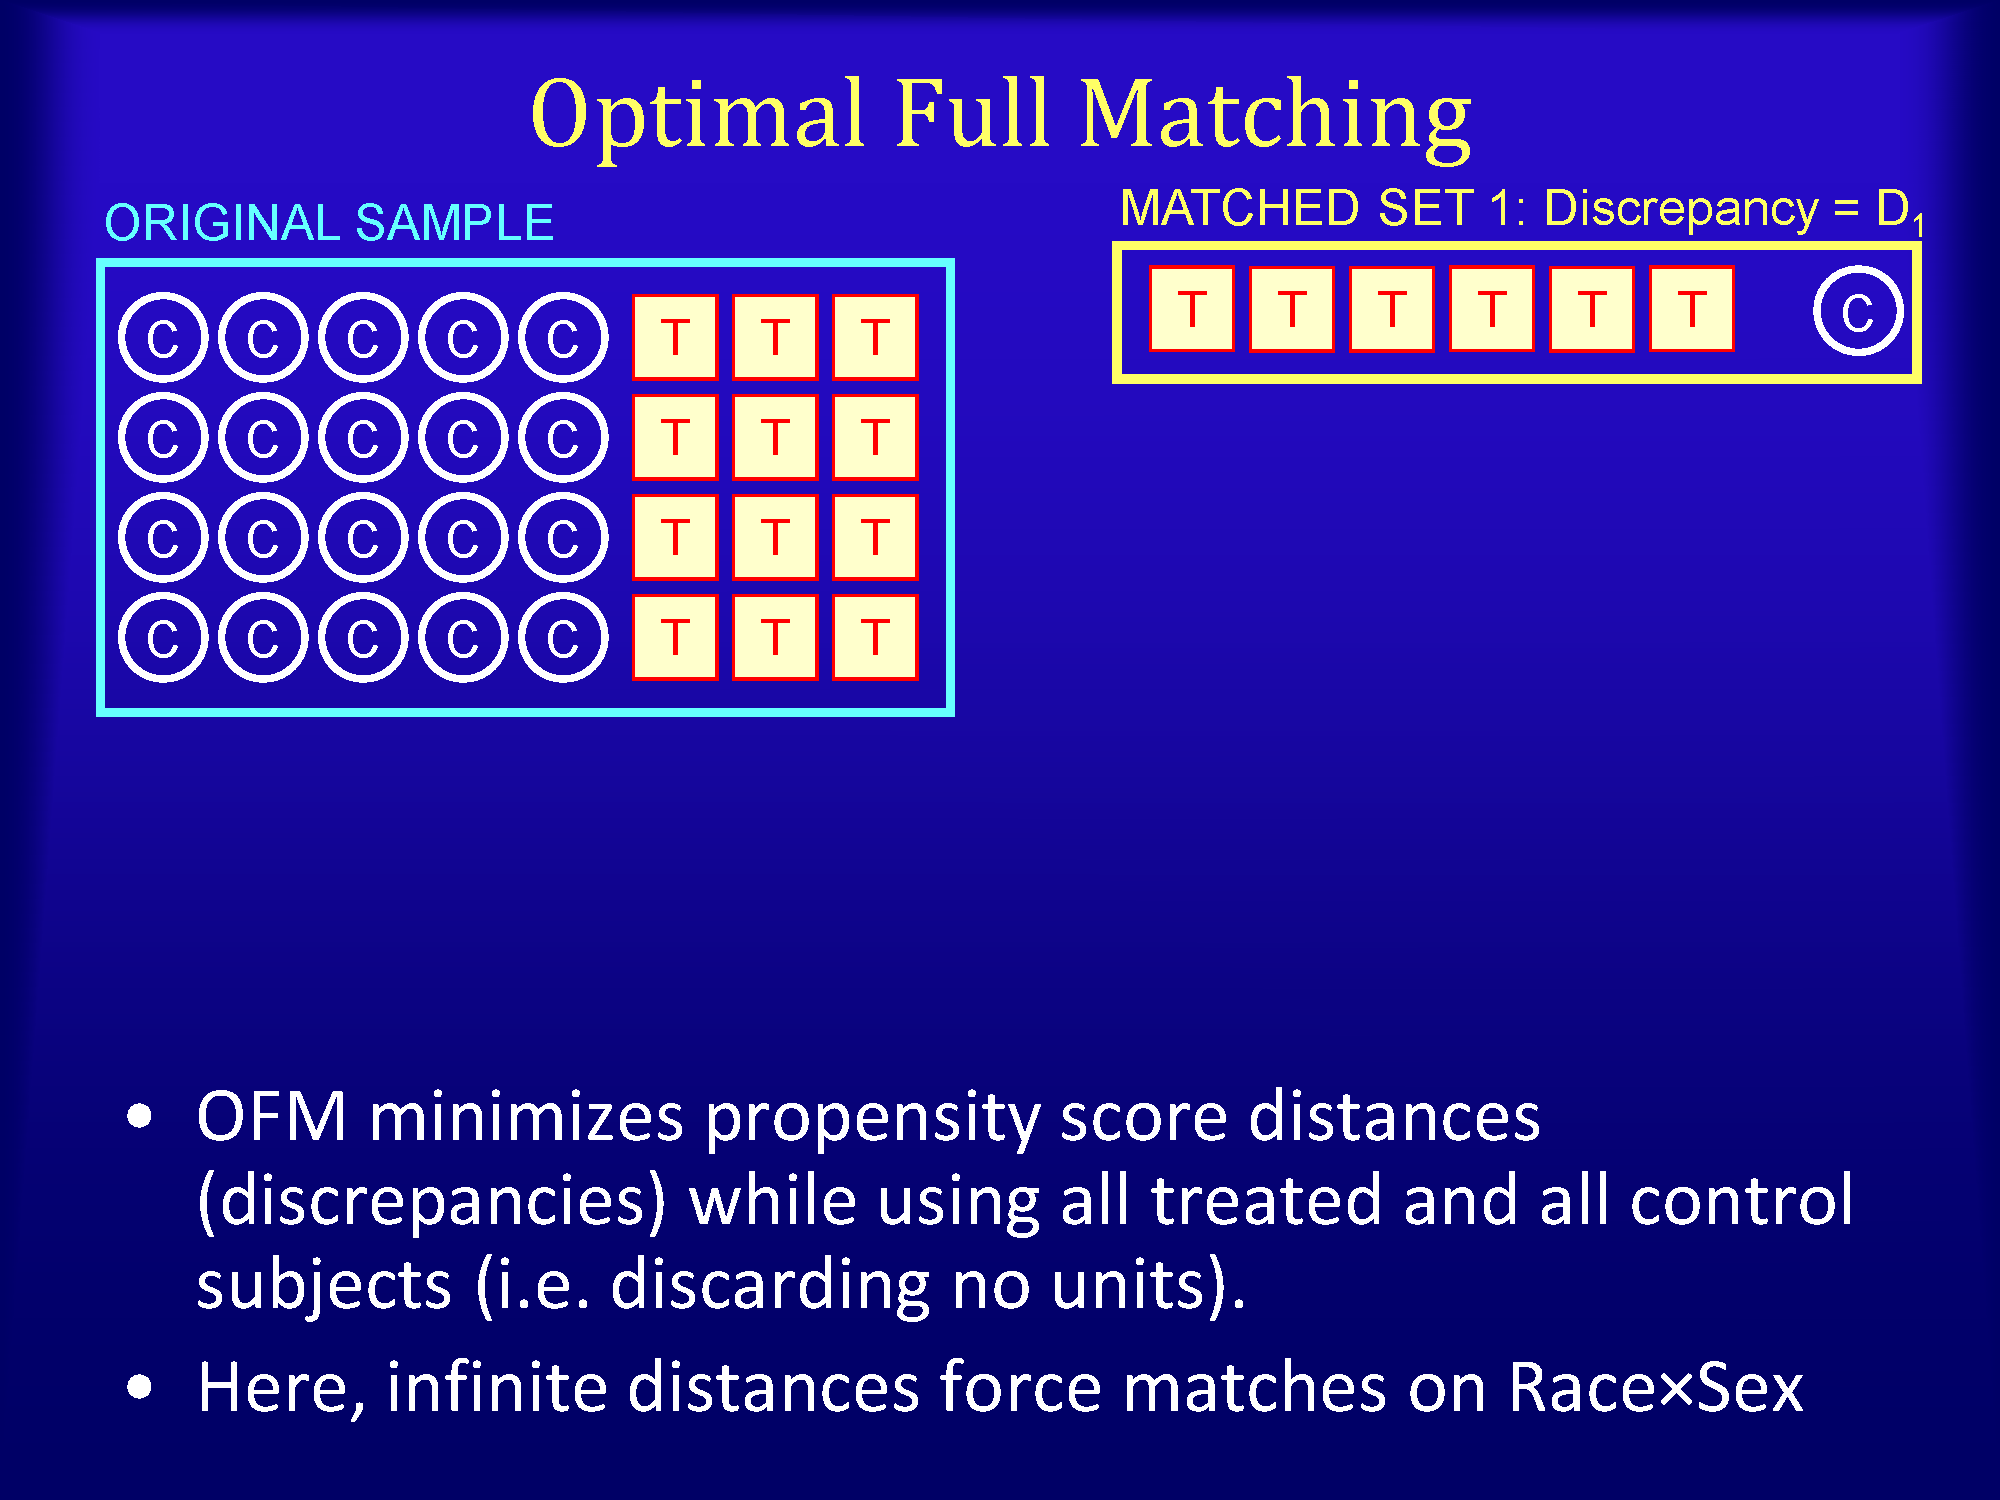 Optimal Full Matching
ORIGINAL SAMPLE
C C C C C T T T
C C C C C T T T
C C C C C T T T
C C C C C T T T
MATCHED SET 1: Discrepancy = D₁
T T T T T T C
• OFM minimizes propensity score distances
(discrepancies) while using all treated and all control
subjects (i.e. discarding no units).
• Here, infinite distances force matches on Race×Sex